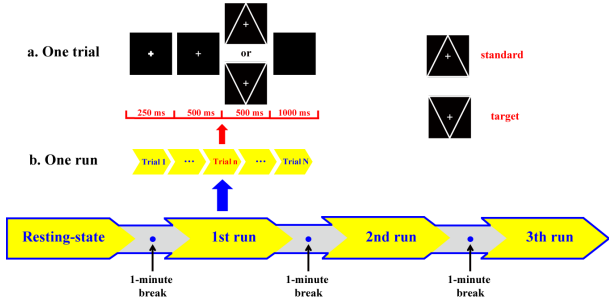 a. One trial
or
standard
target
250 ms 500 ms 500 ms 1000 ms
b. One run
Trial 1 ... Trial n ... Trial N
Resting-state 1st run 2nd run 3th run
1-minute break
1-minute break
1-minute break